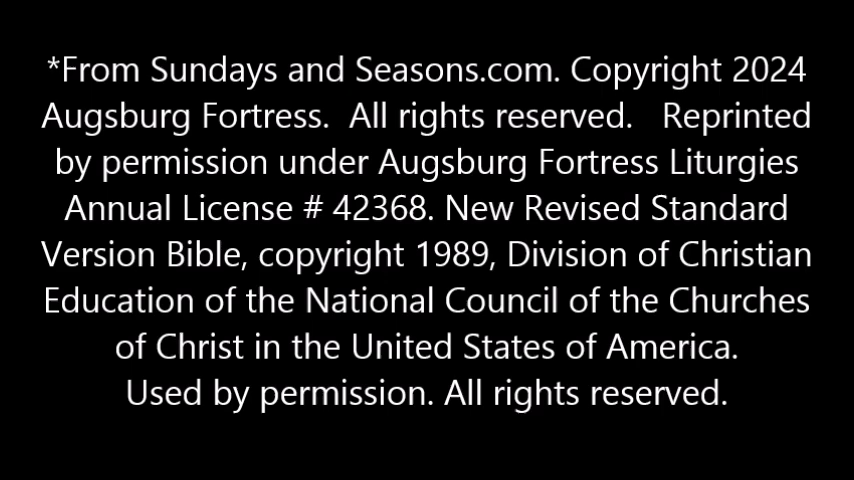 *From Sundays and Seasons.com. Copyright 2024
Augsburg Fortress.  All rights reserved.   Reprinted
by permission under Augsburg Fortress Liturgies
Annual License # 42368. New Revised Standard
Version Bible, copyright 1989, Division of Christian
Education of the National Council of the Churches
of Christ in the United States of America.
Used by permission. All rights reserved.